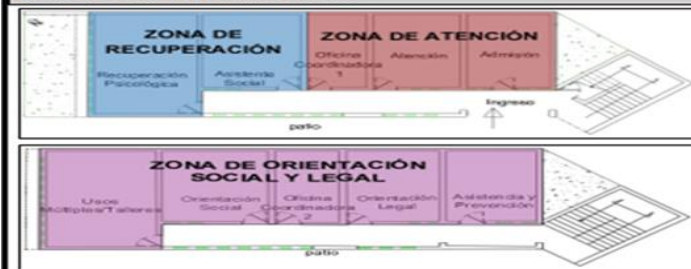 ZONA DE
RECUPERACIÓN
ZONA DE ATENCIÓN
Recuperación
Psicológica
Asistente
Social
Oficina
Coordinadora
1
Atención
Admisión
Ingreso
patio
ZONA DE ORIENTACIÓN
SOCIAL Y LEGAL
Usos
Múltiples/Talleres
Orientación
Social
Oficina
Coordinadora
2
Orientación
Legal
Asistencia y
Prevención
patio